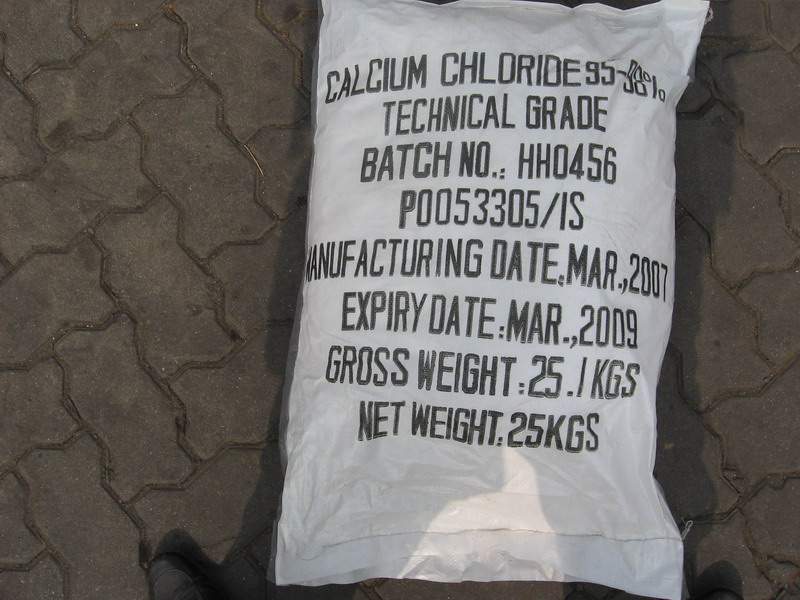 CALCIUM CHLORIDE 95-98%
TECHNICAL GRADE
BATCH NO.: HH0456
P0053305/IS
MANUFACTURING DATE:MAR.,2007
EXPIRY DATE:MAR.,2009
GROSS WEIGHT:25.1KGS
NET WEIGHT:25KGS